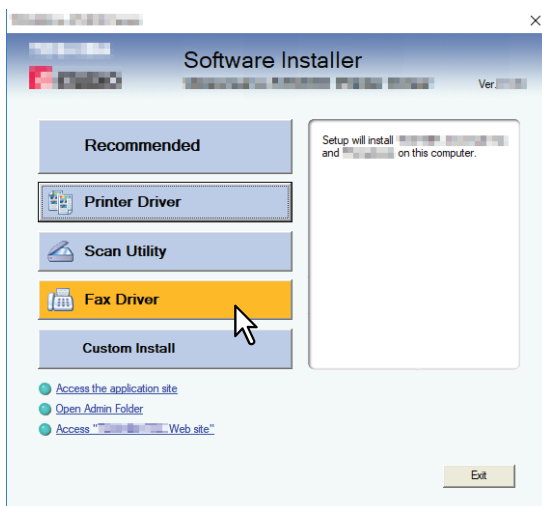 Software Installer
Ver.
Recommended
Setup will install
and on this computer.
Printer Driver
Scan Utility
Fax Driver
Custom Install
Access the application site
Open Admin Folder
Access " Web site"
Exit